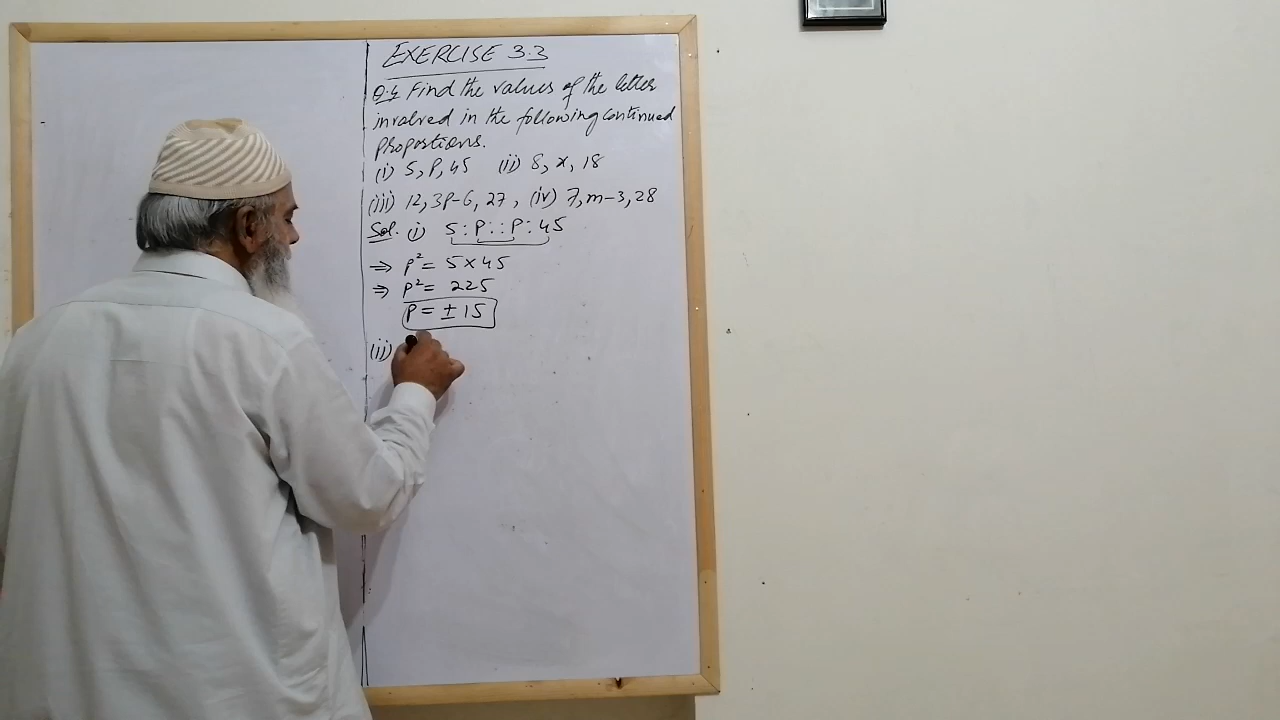 EXERCISE 3.3
Q.4 Find the values of the letter
involved in the following continued
proportions.
(i) 5, P, 45 (ii) 8, x, 18
(iii) 12, 3P-6, 27, (iv) 7, m-3, 28
Sol. (i) 5 : P :: P : 45
⇒ P² = 5×45
⇒ P² = 225
P = ±15
(ii)